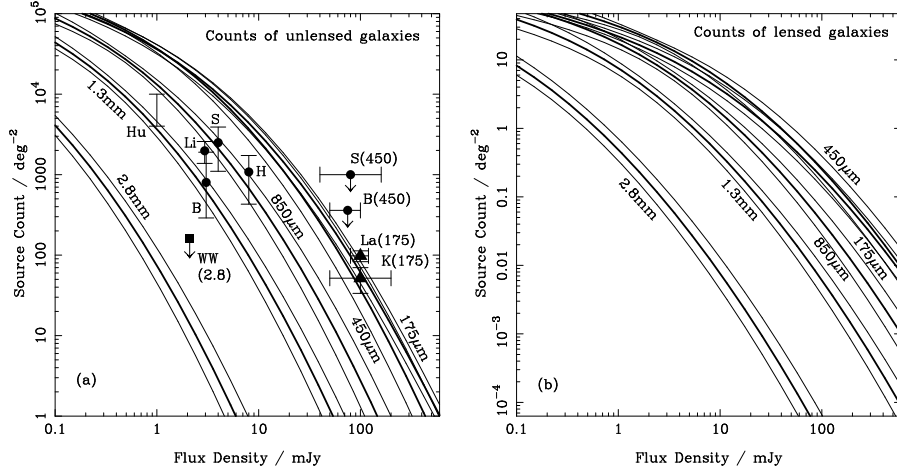 Counts of unlensed galaxies
Source Count / deg⁻²
10⁵
10⁴
1000
100
10
1
1.3mm
Hu
S
Li
H
B
S(450)
B(450)
850μm
2.8mm
WW
(2.8)
La(175)
K(175)
450μm
175μm
(a)
0.1
1
10
100
Flux Density / mJy
Counts of lensed galaxies
Source Count / deg⁻²
10
1
0.1
0.01
10⁻³
10⁻⁴
450μm
2.8mm
1.3mm
175μm
850μm
(b)
0.1
1
10
100
Flux Density / mJy